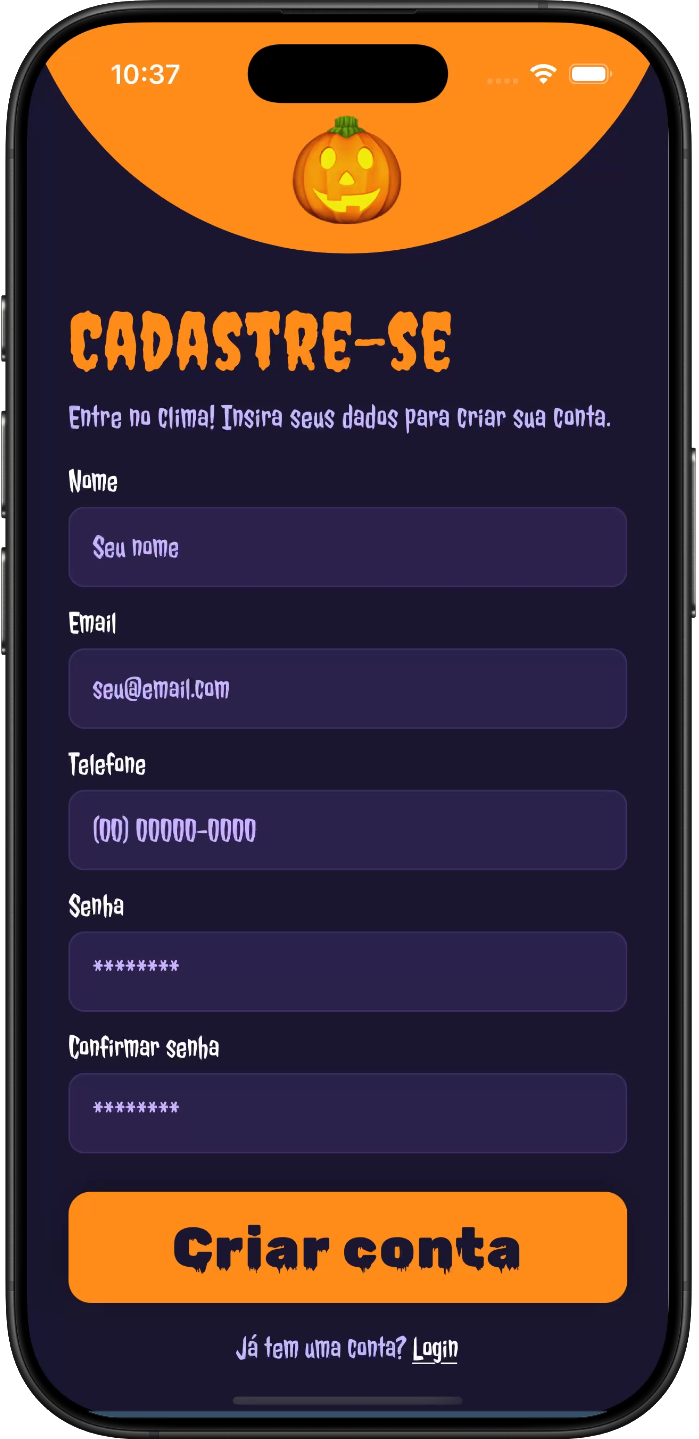 10:37
CADASTRE-SE
Entre no clima! Insira seus dados para criar sua conta.
Nome
Seu nome
Email
seu@email.com
Telefone
(00) 00000-0000
Senha
********
Confirmar senha
********
Criar conta
Já tem uma conta? Login